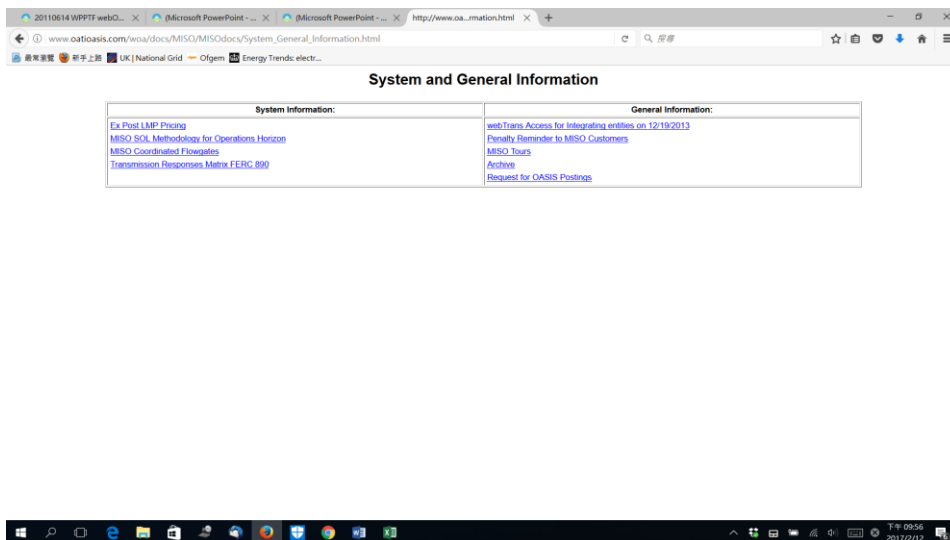 20110614 WPPTF webO...
(Microsoft PowerPoint - ...
(Microsoft PowerPoint - ...
http://www.oa...rmation.html
www.oatioasis.com/woa/docs/MISO/MISOdocs/System_General_Information.html
搜尋
最常瀏覽 新手上路 UK | National Grid Ofgem Energy Trends: electr...
System and General Information
System Information:
Ex Post LMP Pricing
MISO SOL Methodology for Operations Horizon
MISO Coordinated Flowgates
Transmission Responses Matrix FERC 890
General Information:
webTrans Access for Integrating entities on 12/19/2013
Penalty Reminder to MISO Customers
MISO Tours
Archive
Request for OASIS Postings
下午 09:56
2017/2/12